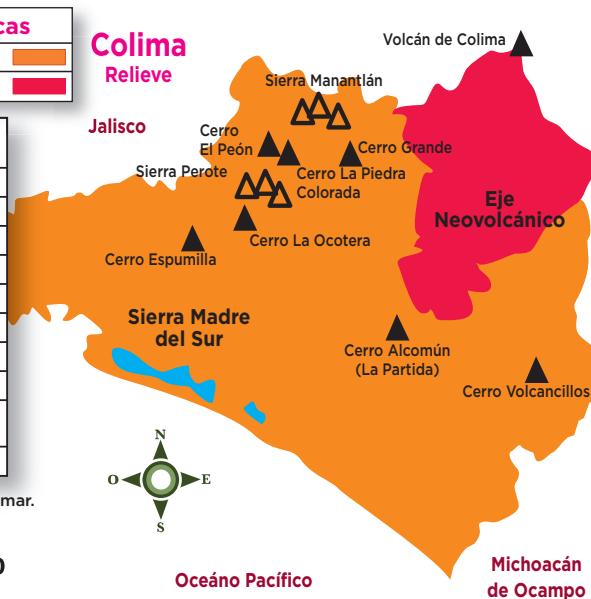 cas
Colima
Relieve
Volcán de Colima
Sierra Manantlán
Jalisco
Cerro
El Peón
Cerro Grande
Sierra Perote
Cerro La Piedra
Colorada
Eje
Neovolcánico
Cerro La Ocotera
Cerro Espumilla
Sierra Madre
del Sur
Cerro Alcomún
(La Partida)
Cerro Volcancillos
N
O
E
S
mar.
Océano Pacífico
Michoacán
de Ocampo